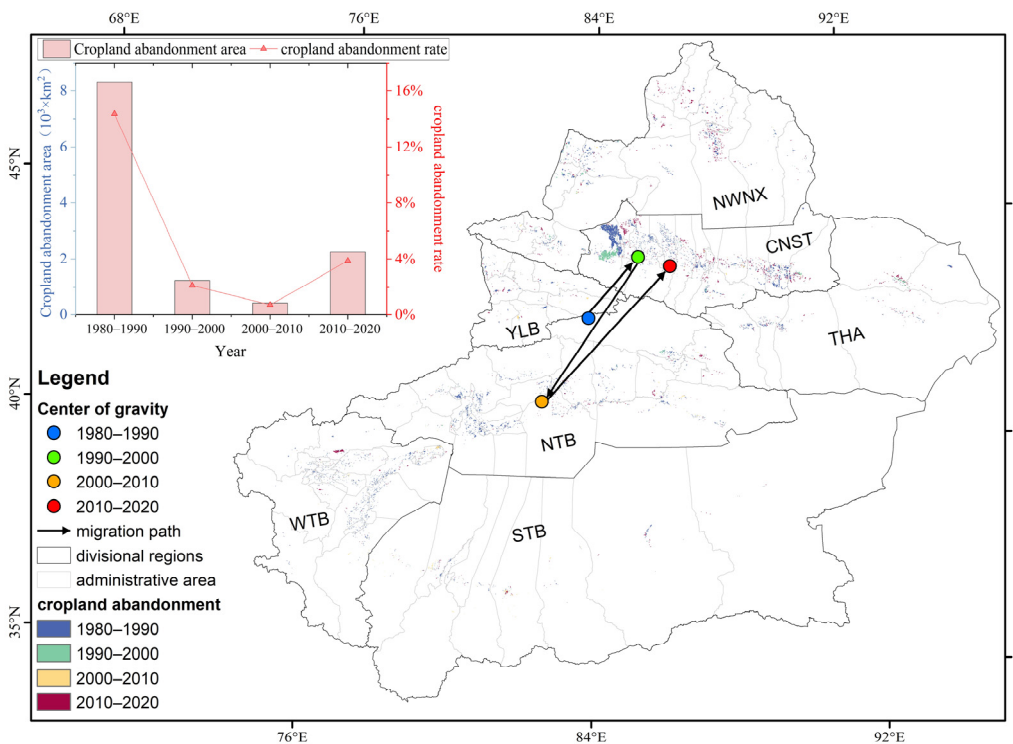 68°E 76°E 84°E 92°E
Cropland abandonment area cropland abandonment rate
Cropland abandonment area (10³×km²)
8
6
4
2
0
16%
12%
8%
4%
0%
cropland abandonment rate
1980–1990 1990–2000 2000–2010 2010–2020
Year
45°N
40°N
35°N
NWNX
CNST
YLB
THA
NTB
WTB
STB
Legend
Center of gravity
1980–1990
1990–2000
2000–2010
2010–2020
migration path
divisional regions
administrative area
cropland abandonment
1980–1990
1990–2000
2000–2010
2010–2020
76°E 84°E 92°E